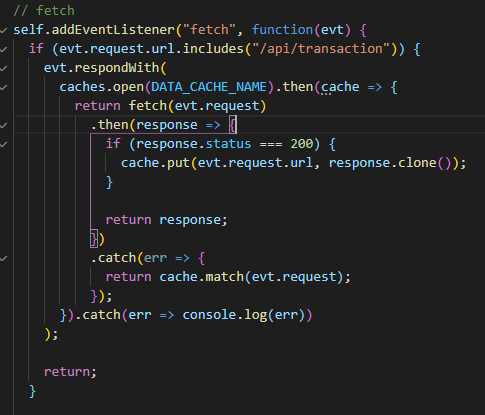 // fetch
self.addEventListener("fetch", function(evt) {
if (evt.request.url.includes("/api/transaction")) {
evt.respondWith(
caches.open(DATA_CACHE_NAME).then(cache => {
return fetch(evt.request)
.then(response => {
if (response.status === 200) {
cache.put(evt.request.url, response.clone());
}
return response;
})
.catch(err => {
return cache.match(evt.request);
});
}).catch(err => console.log(err))
);
return;
}